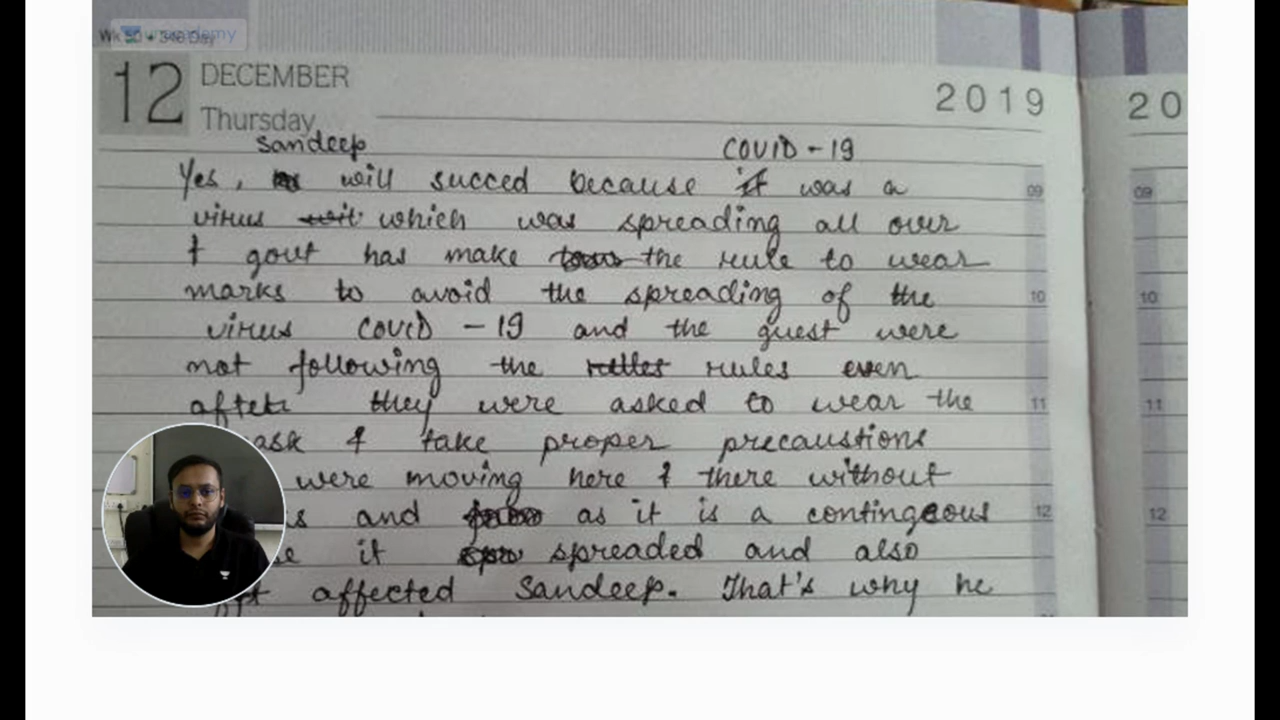 Wk 50 • 346 Day
unacademy
12 DECEMBER
Thursday
2019
20
Sandeep COVID-19
Yes, will succed because it was a
09 09
virus which was spreading all over
& govt has make the rule to wear
marks to avoid the spreading of the
10 10
virus COVID-19 and the guest were
not following the rules even
after they were asked to wear the
11 11
ask & take proper precaustions
were moving here & there without
s and as it is a contingeous
12 12
se it spreaded and also
affected Sandeep. That's why he